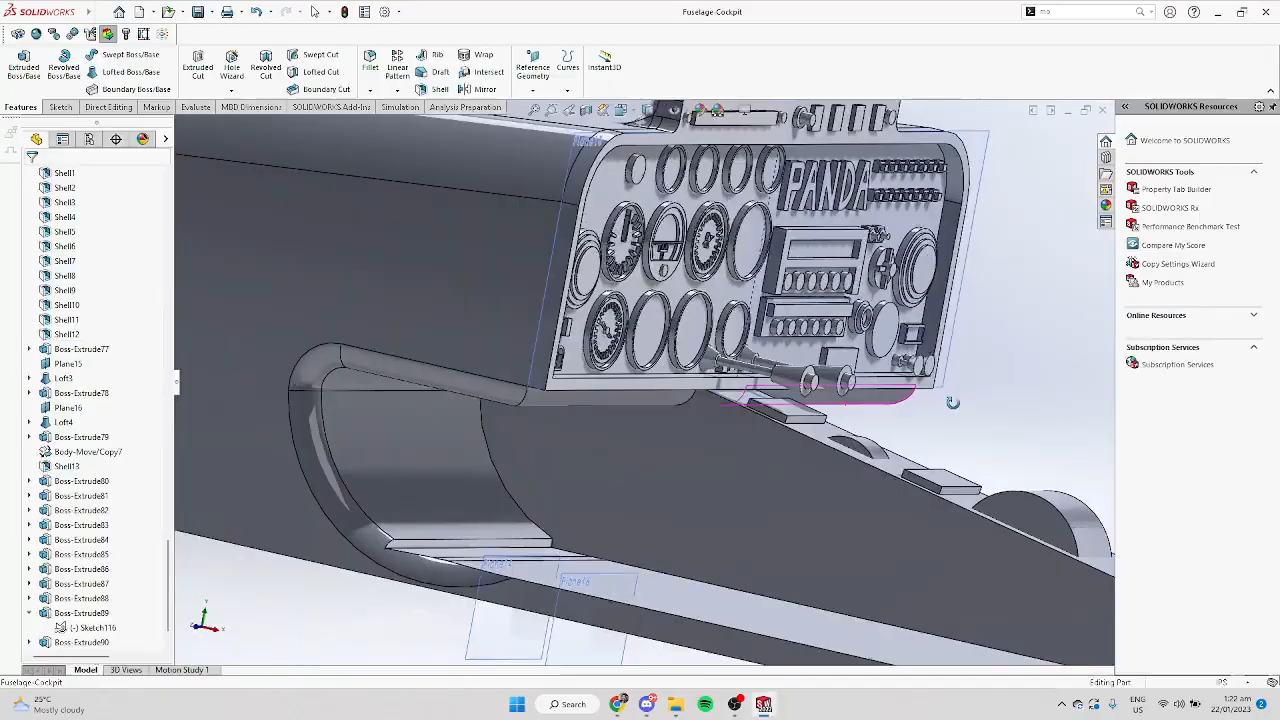 SOLIDWORKS
Fuselage-Cockpit
mo
Extruded Boss/Base
Revolved Boss/Base
Swept Boss/Base
Lofted Boss/Base
Boundary Boss/Base
Extruded Cut
Hole Wizard
Revolved Cut
Swept Cut
Lofted Cut
Boundary Cut
Fillet
Linear Pattern
Rib
Draft
Shell
Wrap
Intersect
Mirror
Reference Geometry
Curves
Instant3D
Features
Sketch
Direct Editing
Markup
Evaluate
MBD Dimensions
SOLIDWORKS Add-Ins
Simulation
Analysis Preparation
Shell1
Shell2
Shell3
Shell4
Shell5
Shell6
Shell7
Shell8
Shell9
Shell10
Shell11
Shell12
Boss-Extrude77
Plane15
Loft3
Boss-Extrude78
Plane16
Loft4
Boss-Extrude79
Body-Move/Copy7
Shell13
Boss-Extrude80
Boss-Extrude81
Boss-Extrude82
Boss-Extrude83
Boss-Extrude84
Boss-Extrude85
Boss-Extrude86
Boss-Extrude87
Boss-Extrude88
Boss-Extrude89
(-) Sketch116
Boss-Extrude90
PANDA
Plane16
SOLIDWORKS Resources
Welcome to SOLIDWORKS
SOLIDWORKS Tools
Property Tab Builder
SOLIDWORKS Rx
Performance Benchmark Test
Compare My Score
Copy Settings Wizard
My Products
Online Resources
Subscription Services
Subscription Services
Model
3D Views
Motion Study 1
Fuselage-Cockpit
Editing Part
IPS
25°C
Mostly cloudy
Search
ENG
US
1:22 am
22/01/2023